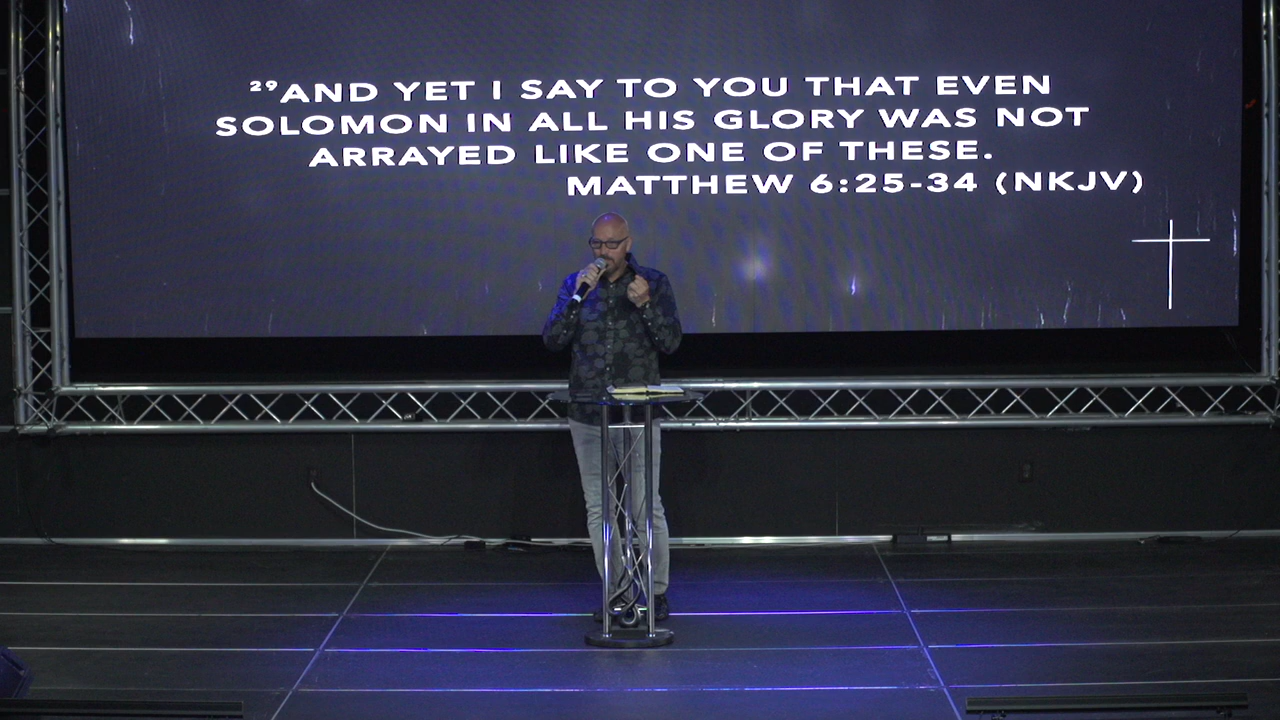 ²⁹AND YET I SAY TO YOU THAT EVEN
SOLOMON IN ALL HIS GLORY WAS NOT
ARRAYED LIKE ONE OF THESE.
MATTHEW 6:25-34 (NKJV)